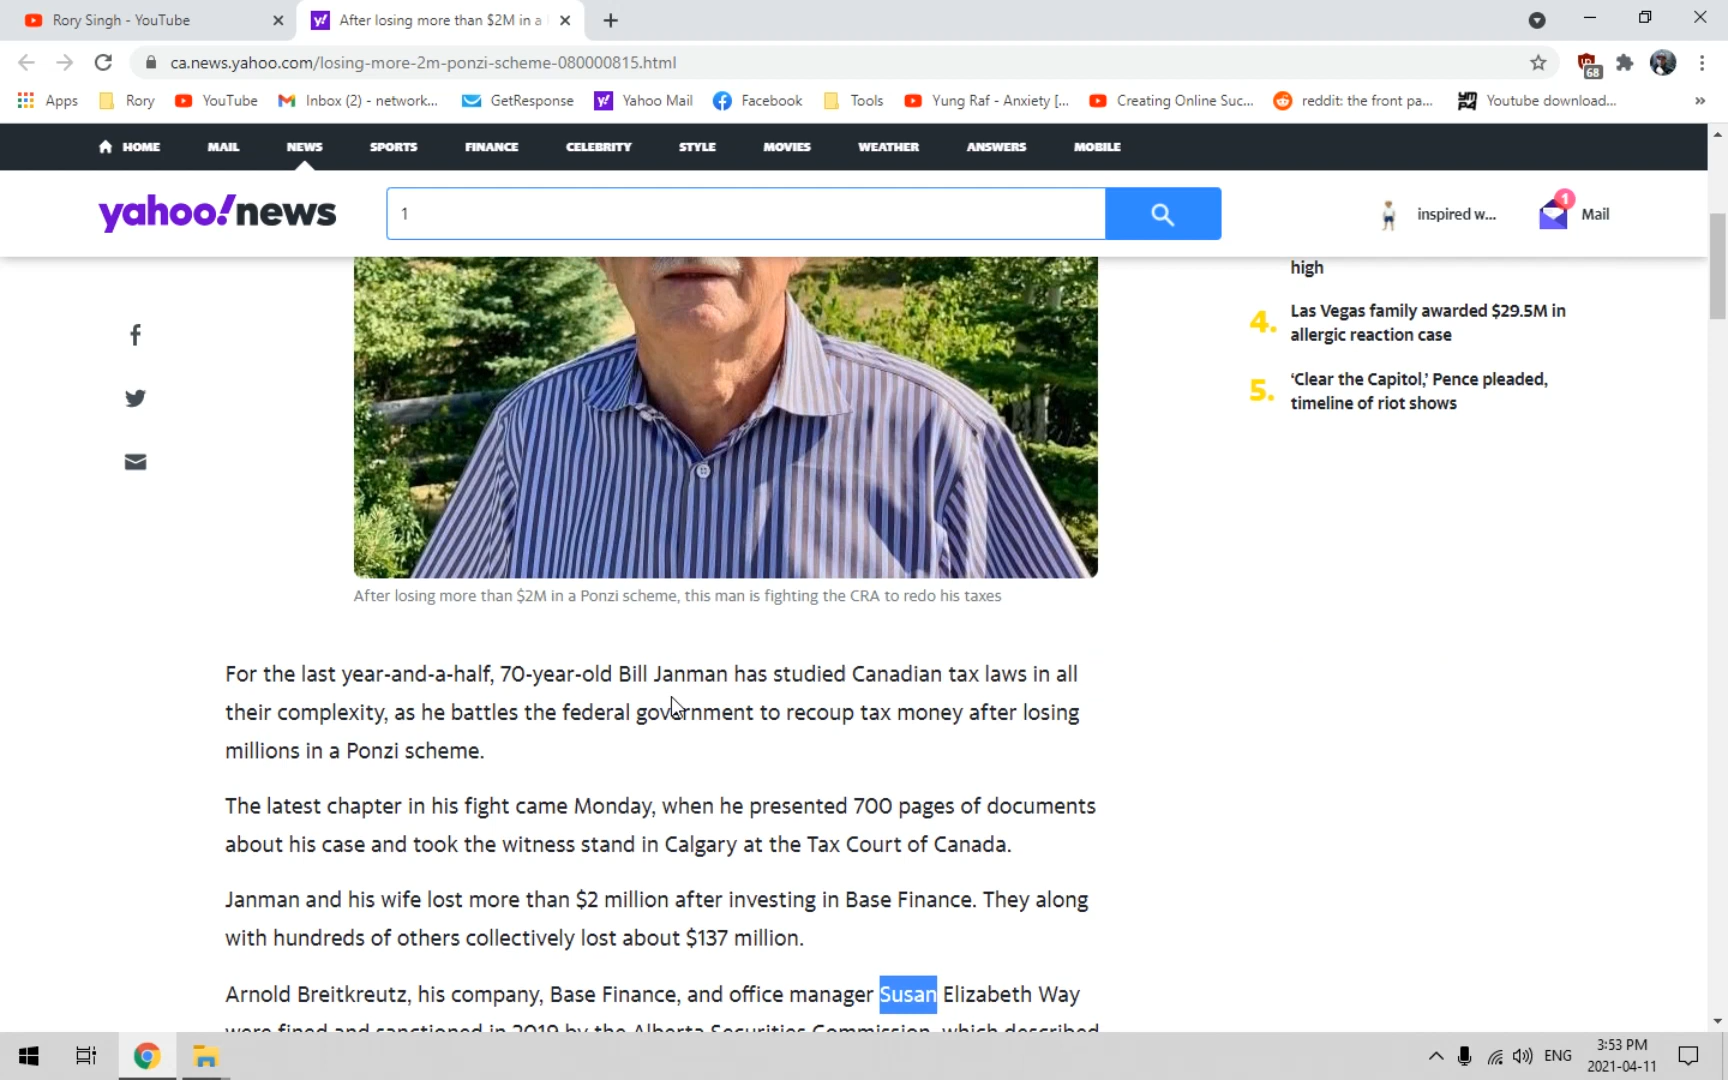 Rory Singh - YouTube
After losing more than $2M in a
ca.news.yahoo.com/losing-more-2m-ponzi-scheme-080000815.html
68
Apps Rory YouTube Inbox (2) - network... GetResponse Yahoo Mail Facebook Tools Yung Raf - Anxiety [... Creating Online Suc... reddit: the front pa... Youtube download... »
HOME MAIL NEWS SPORTS FINANCE CELEBRITY STYLE MOVIES WEATHER ANSWERS MOBILE
yahoo!news
1
inspired w...
1
Mail
high
4. Las Vegas family awarded $29.5M in
allergic reaction case
5. ‘Clear the Capitol,’ Pence pleaded,
timeline of riot shows
After losing more than $2M in a Ponzi scheme, this man is fighting the CRA to redo his taxes
For the last year-and-a-half, 70-year-old Bill Janman has studied Canadian tax laws in all
their complexity, as he battles the federal government to recoup tax money after losing
millions in a Ponzi scheme.
The latest chapter in his fight came Monday, when he presented 700 pages of documents
about his case and took the witness stand in Calgary at the Tax Court of Canada.
Janman and his wife lost more than $2 million after investing in Base Finance. They along
with hundreds of others collectively lost about $137 million.
Arnold Breitkreutz, his company, Base Finance, and office manager Susan Elizabeth Way
were fined and sanctioned in 2019 by the Alberta Securities Commission, which described
ENG
3:53 PM
2021-04-11